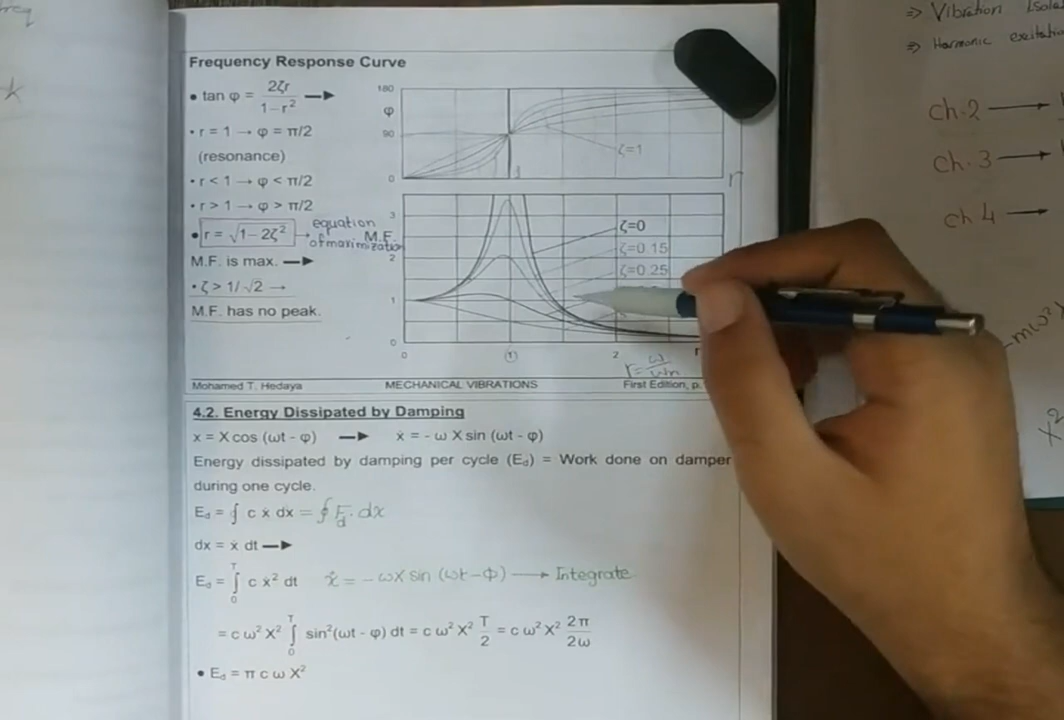 Frequency Response Curve
• tan φ = 2ζr / 1-r²
• r = 1 → φ = π/2
(resonance)
• r < 1 → φ < π/2
• r > 1 → φ > π/2
• r = √1- 2ζ² → equation of maximization
M.F. is max.
• ζ > 1/√2 →
M.F. has no peak.
180
φ
90
0
ζ=1
1
r
3
M.F.
2
1
0
ζ=0
ζ=0.15
ζ=0.25
0
1
2
r
r = ω/ωn
Mohamed T. Hedaya MECHANICAL VIBRATIONS First Edition, p.
4.2. Energy Dissipated by Damping
x = X cos (ωt - φ) ẋ = - ω X sin (ωt - φ)
Energy dissipated by damping per cycle (Ed) = Work done on damper
during one cycle.
Ed = ∮ c ẋ dx = ∮ Fd . dx
dx = ẋ dt
Ed = ∫₀ᵀ c ẋ² dt ẋ = - ωX sin (ωt - φ) → Integrate
= c ω² X² ∫₀ᵀ sin²(ωt - φ) dt = c ω² X² T/2 = c ω² X² 2π/2ω
• Ed = π c ω X²
⇒ Vibration Isola
⇒ Harmonic excitatio
Ch.2 →
Ch.3 →
Ch 4 →
-mω²
X²